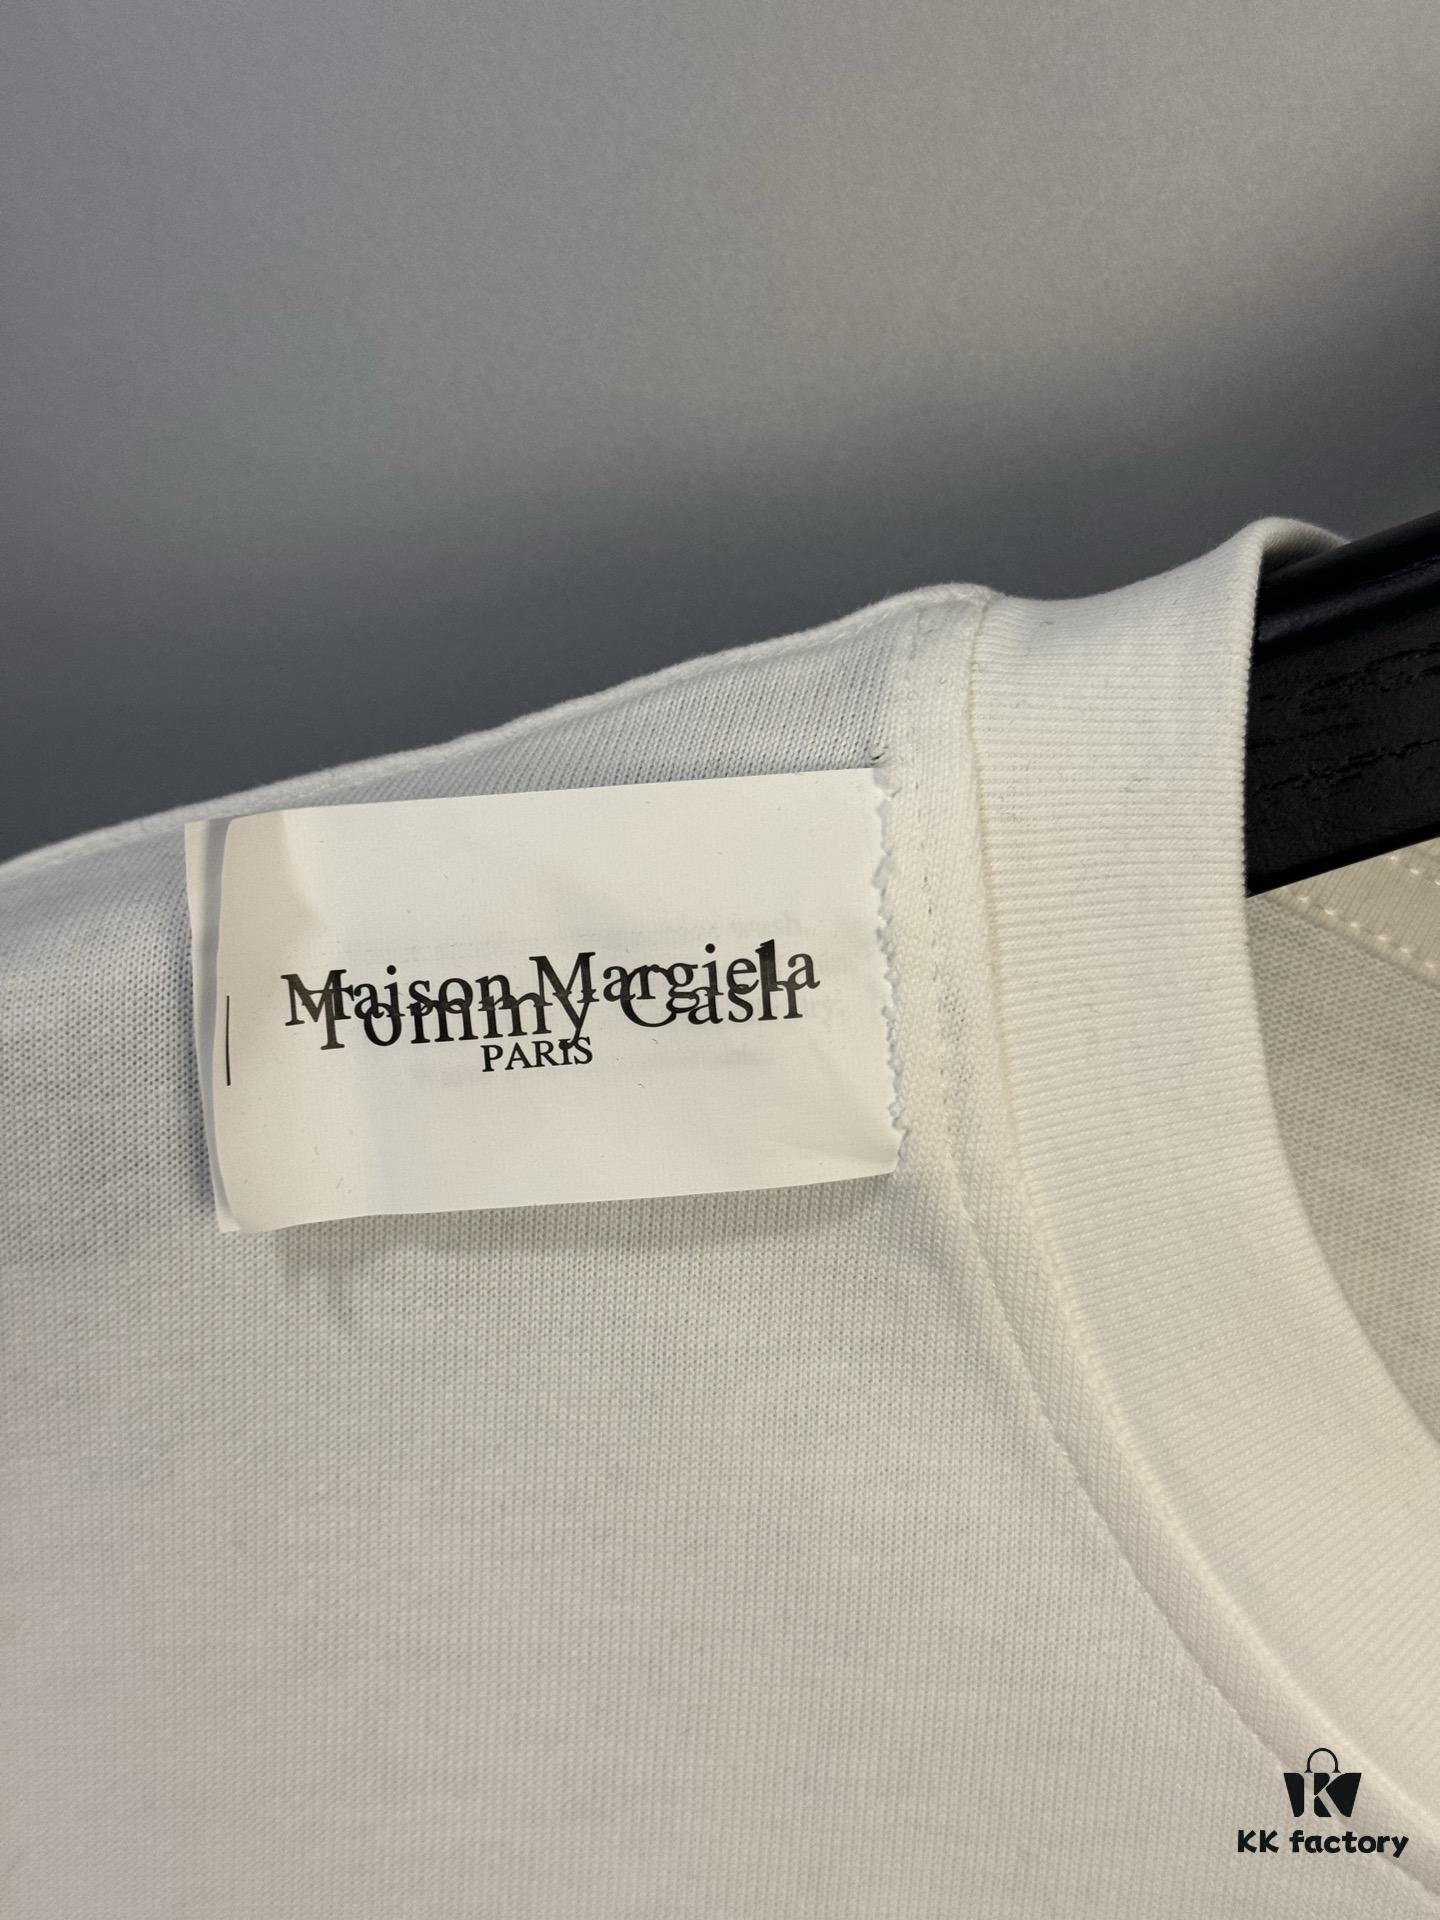 Maison Margiela
Tommy Cash
PARIS
KK factory